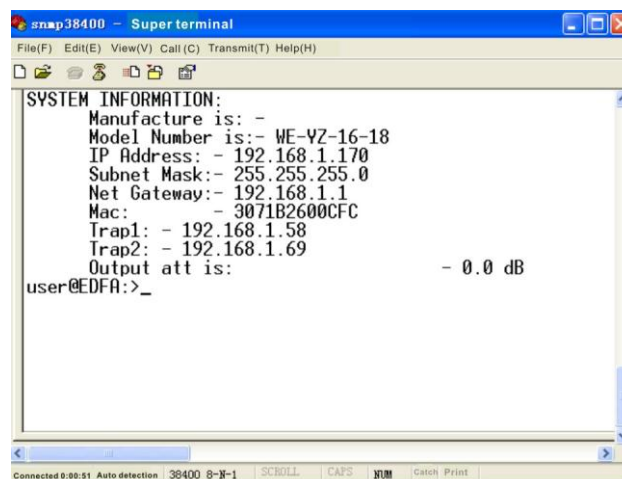 snmp38400 - Super terminal
File(F) Edit(E) View(V) Call (C) Transmit(T) Help(H)
SYSTEM INFORMATION:
Manufacture is: -
Model Number is:- WE-YZ-16-18
IP Address: - 192.168.1.170
Subnet Mask:- 255.255.255.0
Net Gateway:- 192.168.1.1
Mac: - 3071B2600CFC
Trap1: - 192.168.1.58
Trap2: - 192.168.1.69
Output att is: - 0.0 dB
user@EDFA:>_
Connected 0:00:51 Auto detection 38400 8-N-1 SCROLL CAPS NUM Catch Print